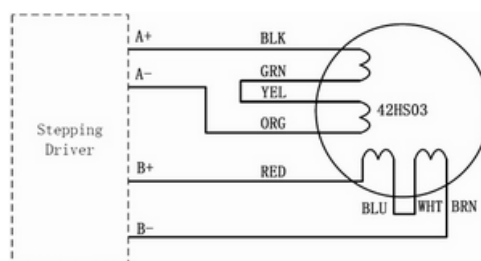 A+
BLK
A-
GRN
YEL
ORG
42HS03
Stepping
Driver
B+
RED
BLU
WHT
BRN
B-